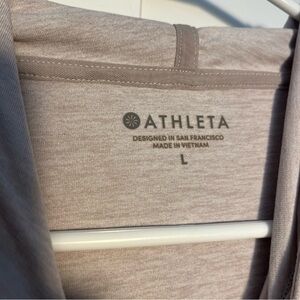 ATHLETA
DESIGNED IN SAN FRANCISCO
MADE IN VIETNAM
L